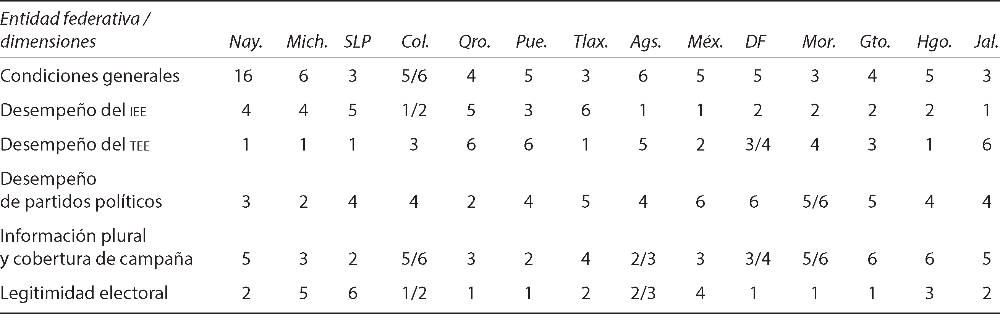 Entidad federativa /
dimensiones Nay. Mich. SLP Col. Qro. Pue. Tlax. Ags. Méx. DF Mor. Gto. Hgo. Jal.
Condiciones generales 16 6 3 5/6 4 5 3 6 5 5 3 4 5 3
Desempeño del IEE 4 4 5 1/2 5 3 6 1 1 2 2 2 2 1
Desempeño del TEE 1 1 1 3 6 6 1 5 2 3/4 4 3 1 6
Desempeño
de partidos políticos 3 2 4 4 2 4 5 4 6 6 5/6 5 4 4
Información plural
y cobertura de campaña 5 3 2 5/6 3 2 4 2/3 3 3/4 5/6 6 6 5
Legitimidad electoral 2 5 6 1/2 1 1 2 2/3 4 1 1 1 3 2